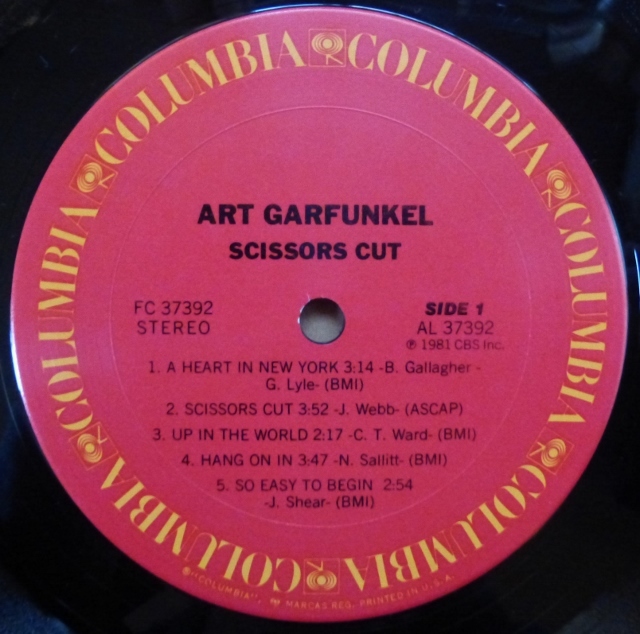 COLUMBIA COLUMBIA COLUMBIA COLUMBIA COLUMBIA COLUMBIA COLUMBIA
ART GARFUNKEL
SCISSORS CUT
FC 37392
STEREO
SIDE 1
AL 37392
℗ 1981 CBS Inc.
1. A HEART IN NEW YORK 3:14 -B. Gallagher -
G. Lyle- (BMI)
2. SCISSORS CUT 3:52 -J. Webb- (ASCAP)
3. UP IN THE WORLD 2:17 -C. T. Ward- (BMI)
4. HANG ON IN 3:47 -N. Sallitt- (BMI)
5. SO EASY TO BEGIN 2:54
-J. Shear- (BMI)
"COLUMBIA", MARCAS REG. PRINTED IN U.S.A.